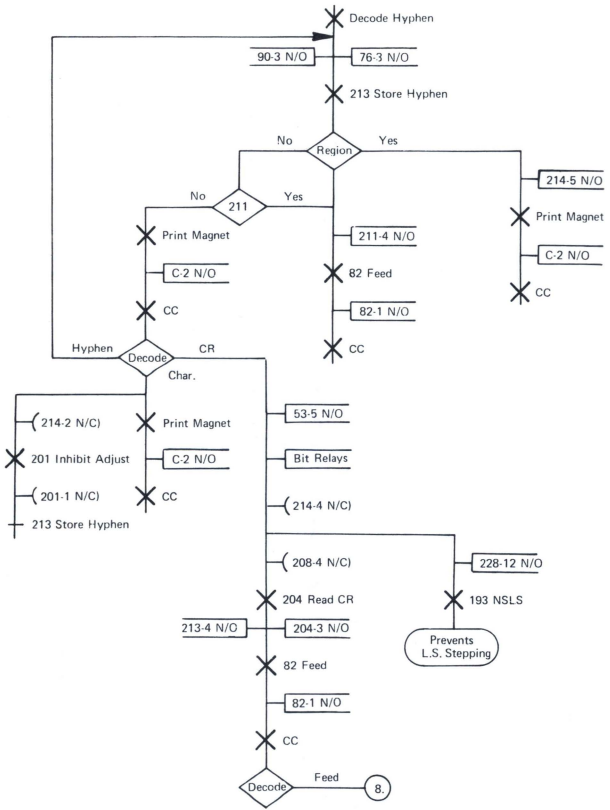 Decode Hyphen
90-3 N/O
76-3 N/O
213 Store Hyphen
No
Region
Yes
No
211
Yes
214-5 N/O
Print Magnet
211-4 N/O
Print Magnet
C-2 N/O
82 Feed
C-2 N/O
CC
82-1 N/O
CC
CC
Hyphen
Decode
CR
Char.
214-2 N/C
Print Magnet
53-5 N/O
201 Inhibit Adjust
C-2 N/O
Bit Relays
201-1 N/C
CC
214-4 N/C
213 Store Hyphen
208-4 N/C
228-12 N/O
204 Read CR
193 NSLS
213-4 N/O
204-3 N/O
Prevents
L.S. Stepping
82 Feed
82-1 N/O
CC
Decode
Feed
8.